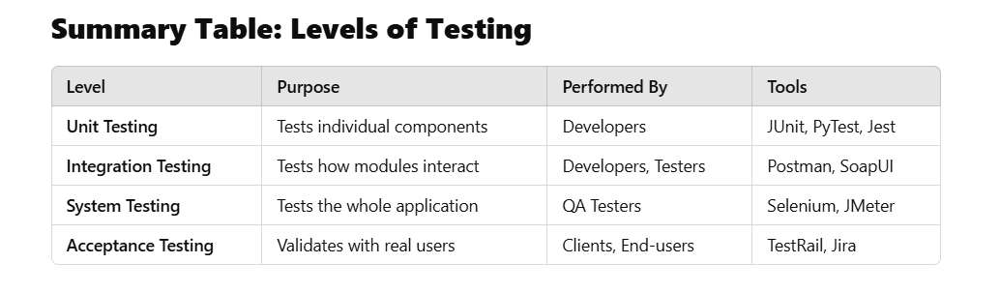 Summary Table: Levels of Testing
Level Purpose Performed By Tools
Unit Testing Tests individual components Developers JUnit, PyTest, Jest
Integration Testing Tests how modules interact Developers, Testers Postman, SoapUI
System Testing Tests the whole application QA Testers Selenium, JMeter
Acceptance Testing Validates with real users Clients, End-users TestRail, Jira